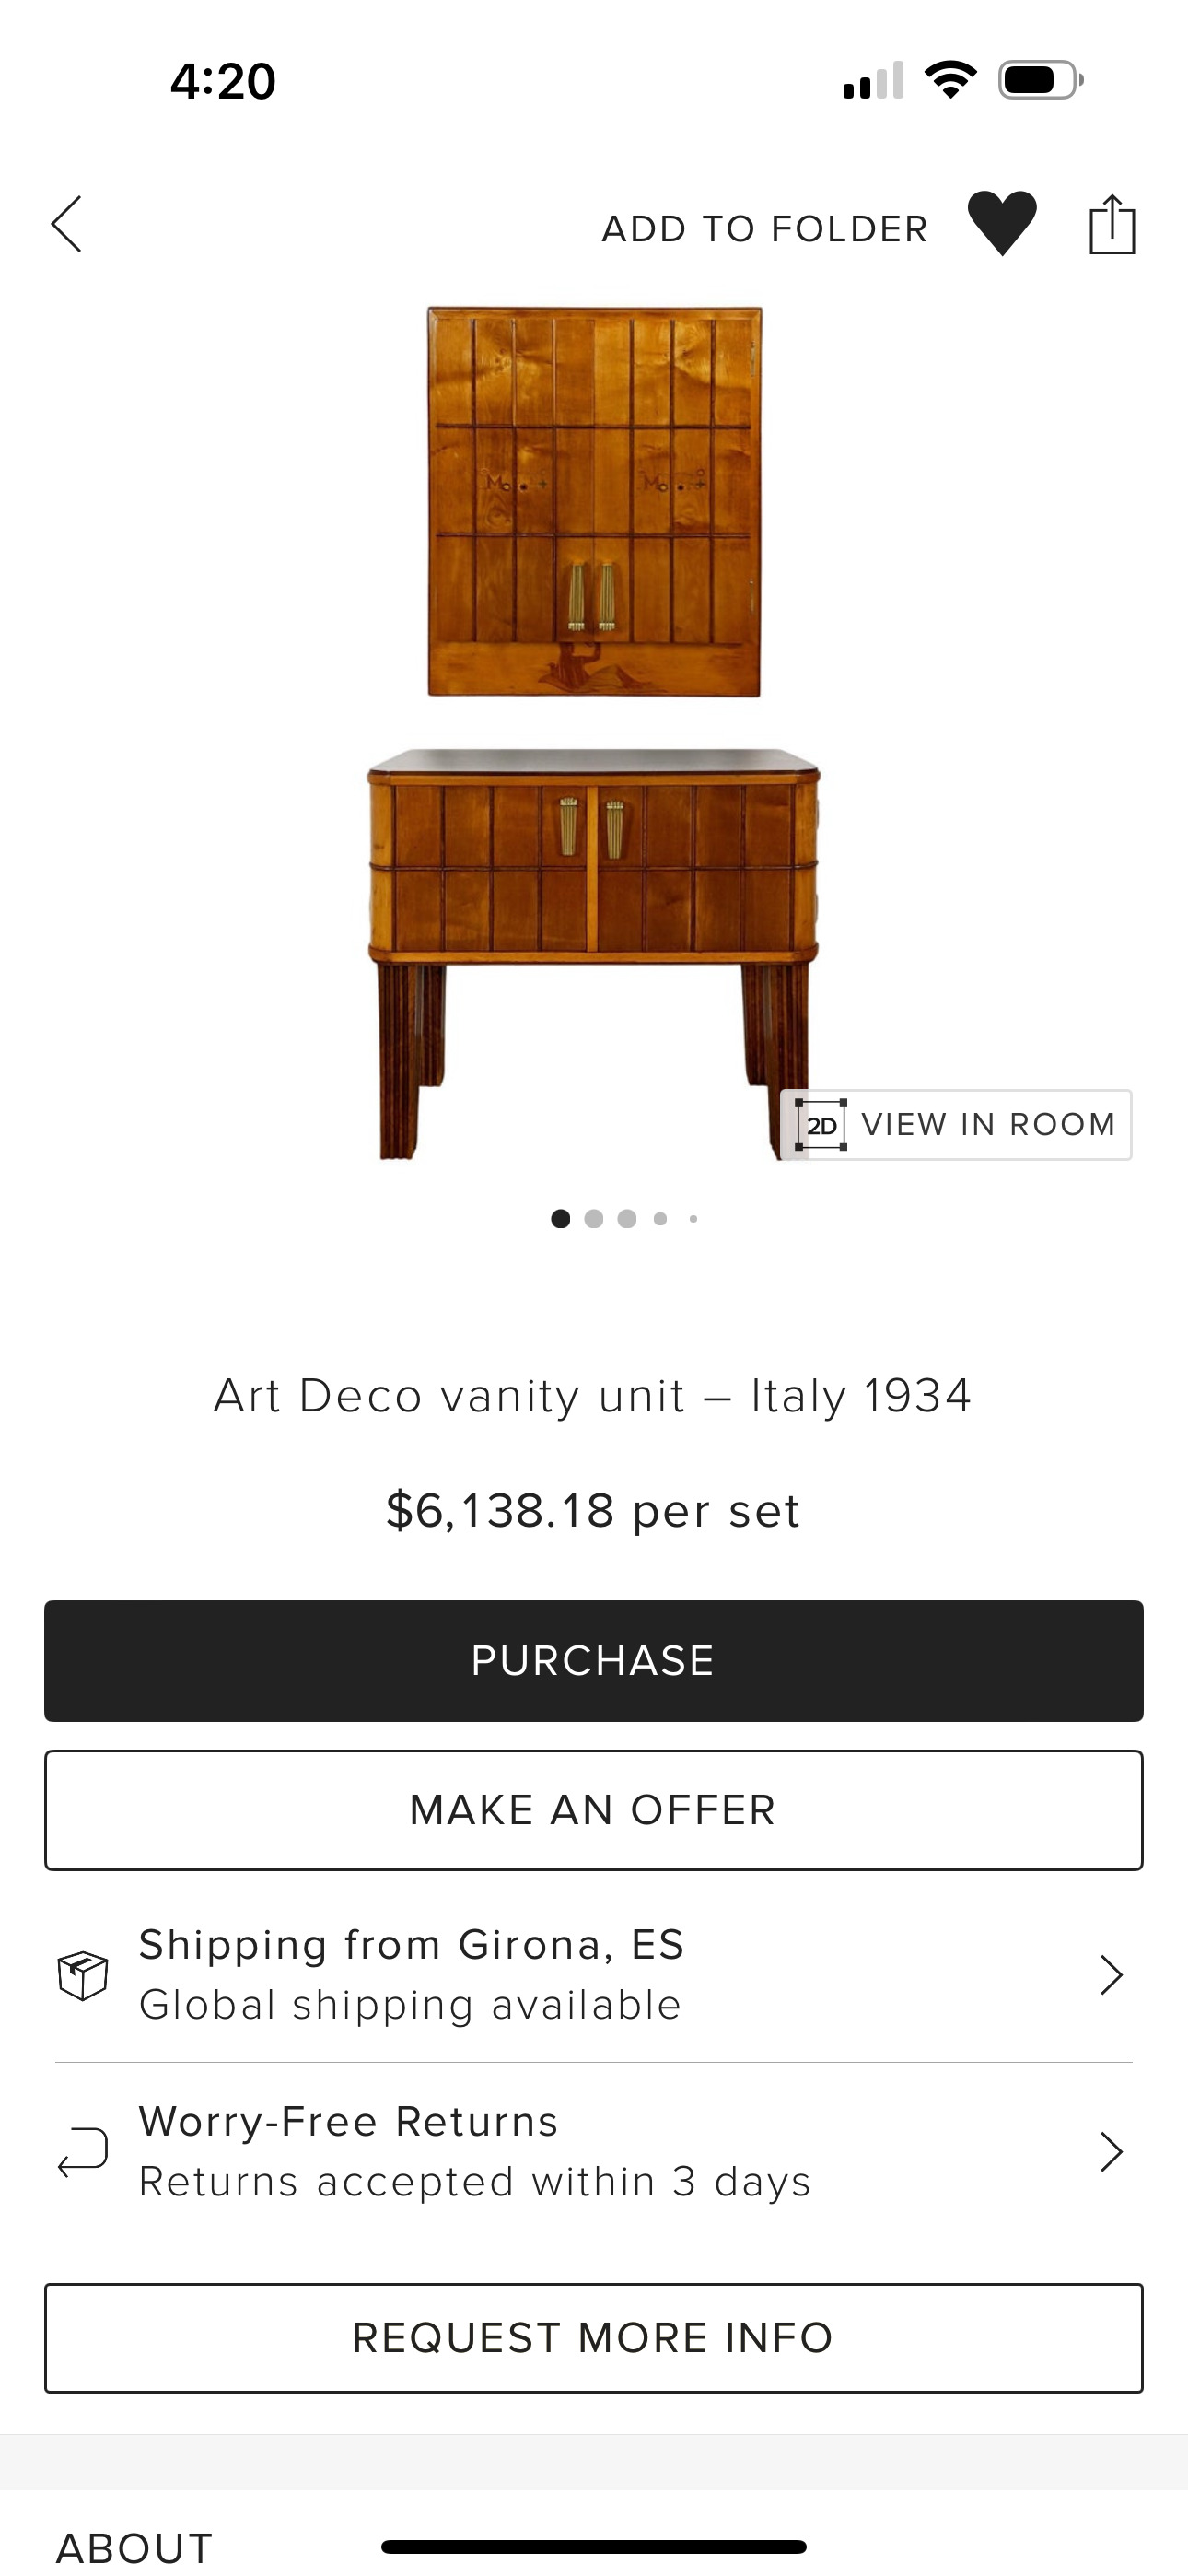 4:20
ADD TO FOLDER
2D VIEW IN ROOM
Art Deco vanity unit – Italy 1934
$6,138.18 per set
PURCHASE
MAKE AN OFFER
Shipping from Girona, ES
Global shipping available
Worry-Free Returns
Returns accepted within 3 days
REQUEST MORE INFO
ABOUT